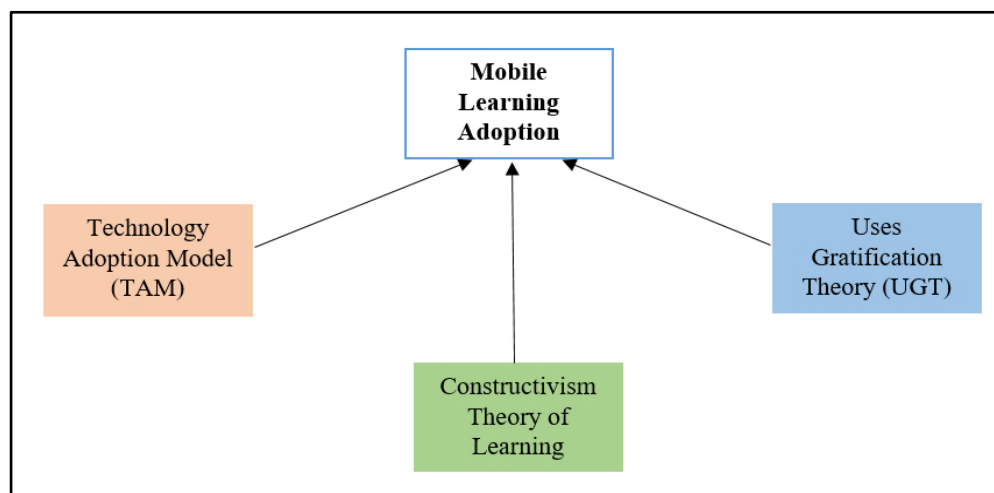 Mobile
Learning
Adoption
Technology
Adoption Model
(TAM)
Uses
Gratification
Theory (UGT)
Constructivism
Theory of
Learning